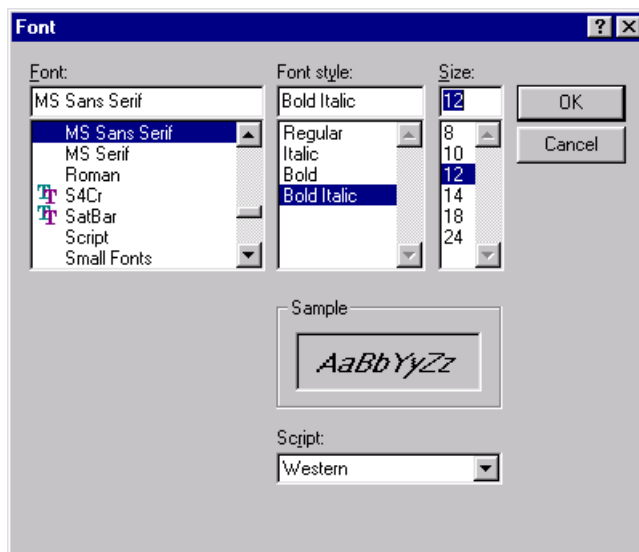 Font
Font:
MS Sans Serif
MS Sans Serif
MS Serif
Roman
S4Cr
SatBar
Script
Small Fonts
Font style:
Bold Italic
Regular
Italic
Bold
Bold Italic
Size:
12
8
10
12
14
18
24
OK
Cancel
Sample
AaBbYyZz
Script:
Western